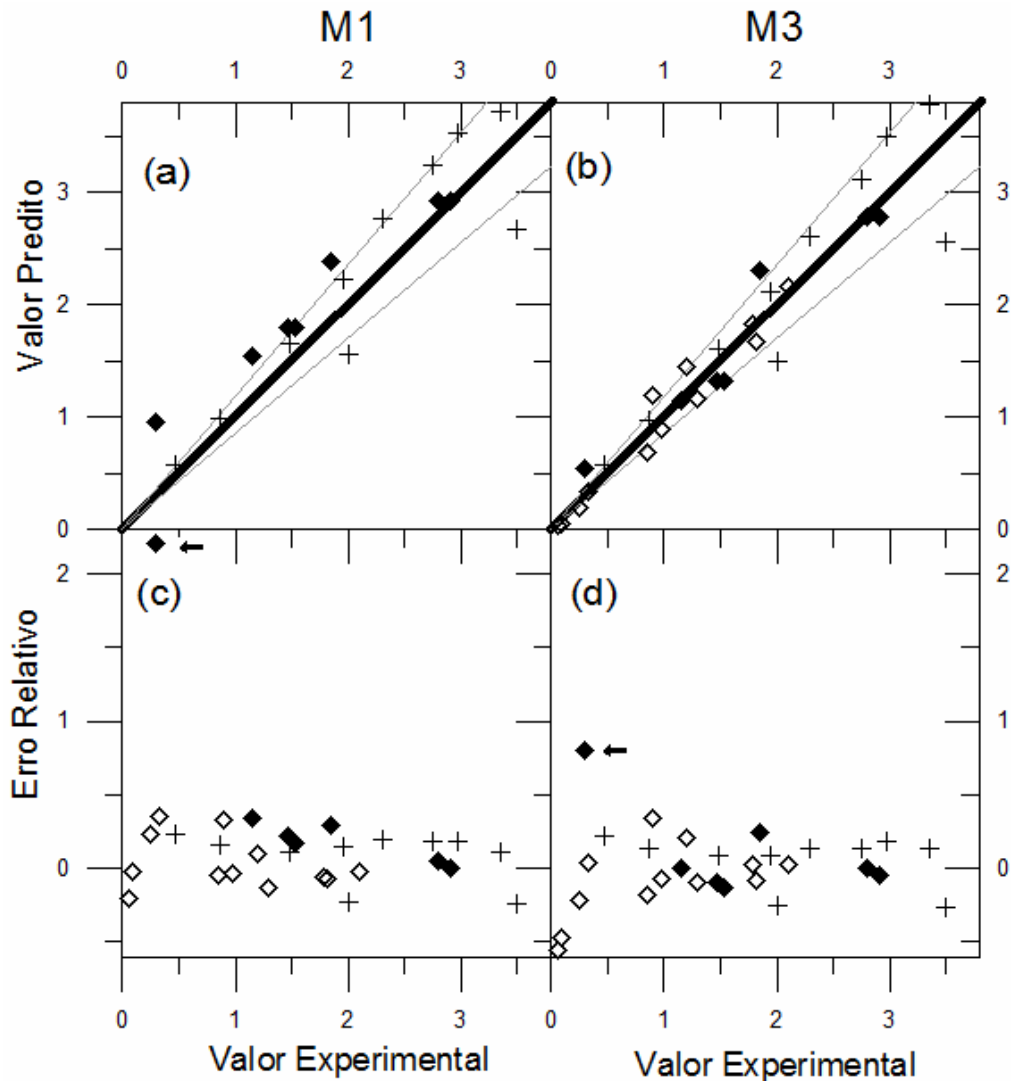 M1 M3
0 1 2 3 0 1 2 3
(a) (b)
Valor Predito
3 3
2 2
1 1
0 0
(c) (d)
Erro Relativo
2 2
1 1
0 0
0 1 2 3 0 1 2 3
Valor Experimental Valor Experimental